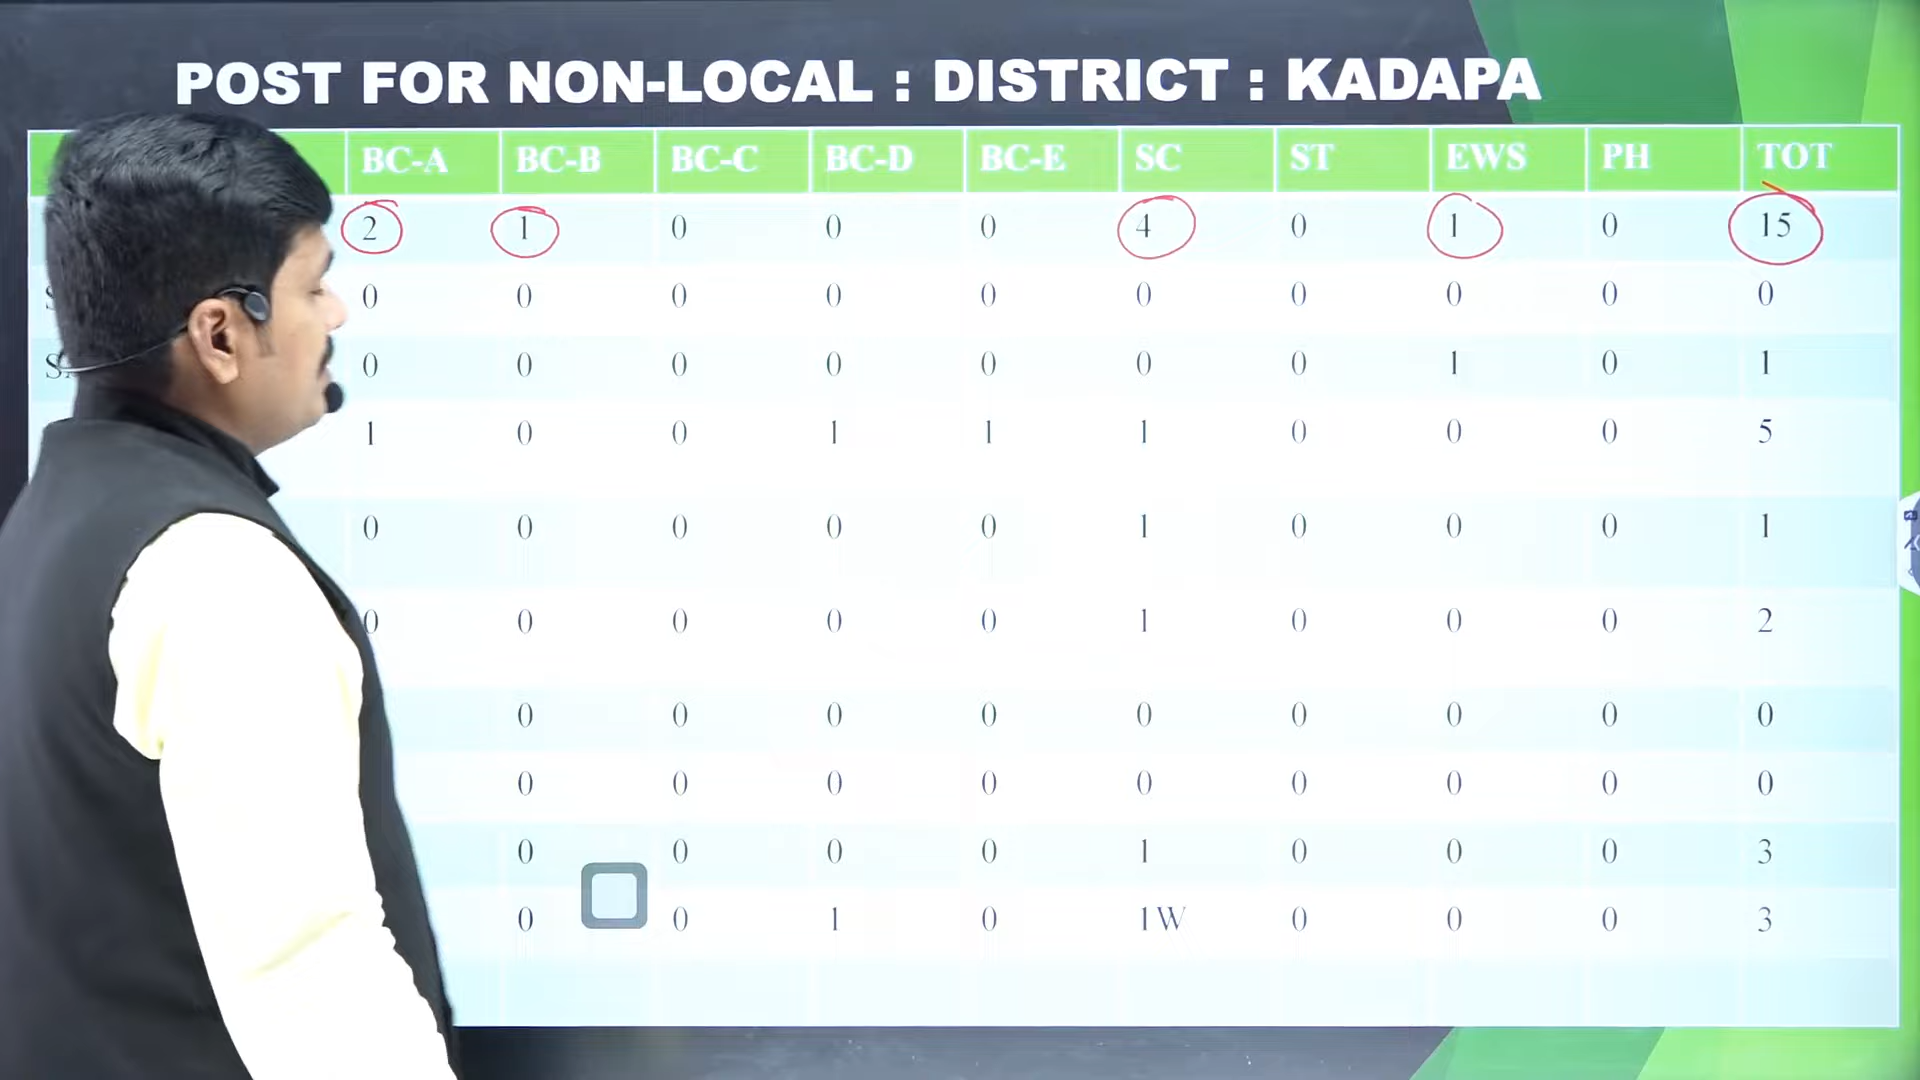 POST FOR NON-LOCAL : DISTRICT : KADAPA
BC-A BC-B BC-C BC-D BC-E SC ST EWS PH TOT
2 1 0 0 0 4 0 1 0 15
0 0 0 0 0 0 0 0 0 0
0 0 0 0 0 0 0 1 0 1
1 0 0 1 1 1 0 0 0 5
0 0 0 0 0 1 0 0 0 1
0 0 0 0 0 1 0 0 0 2
0 0 0 0 0 0 0 0 0
0 0 0 0 0 0 0 0 0
0 0 0 0 1 0 0 0 3
0 0 1 0 1W 0 0 0 3